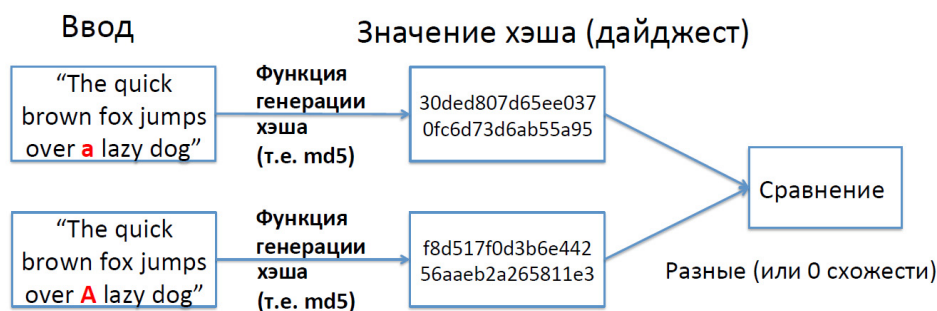 Ввод
Значение хэша (дайджест)
“The quick
brown fox jumps
over a lazy dog”
Функция
генерации
хэша
(т.е. md5)
30ded807d65ee037
0fc6d73d6ab55a95
Сравнение
“The quick
brown fox jumps
over A lazy dog”
Функция
генерации
хэша
(т.е. md5)
f8d517f0d3b6e442
56aaeb2a265811e3
Разные (или 0 схожести)